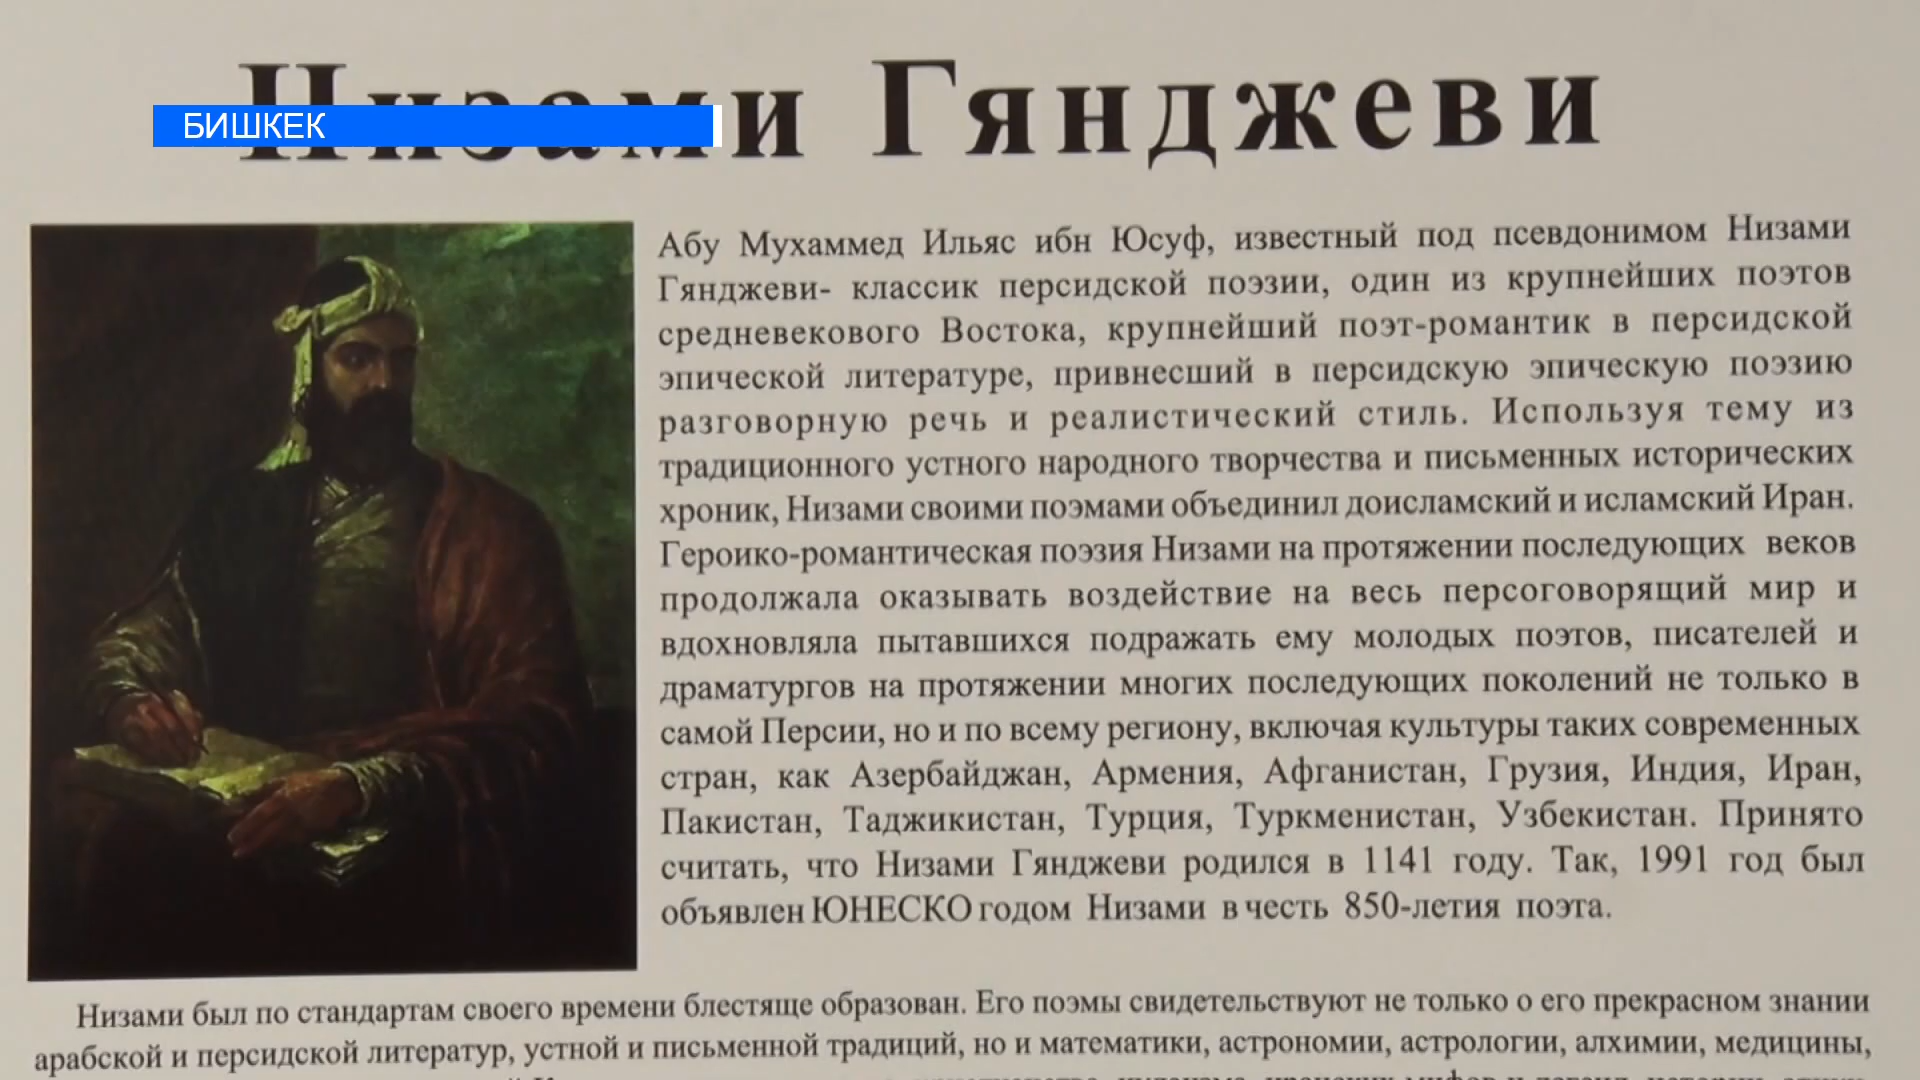 Низами Гянджеви
БИШКЕК
Абу Мухаммед Ильяс ибн Юсуф, известный под псевдонимом Низами
Гянджеви- классик персидской поэзии, один из крупнейших поэтов
средневекового Востока, крупнейший поэт-романтик в персидской
эпической литературе, привнесший в персидскую эпическую поэзию
разговорную речь и реалистический стиль. Используя тему из
традиционного устного народного творчества и письменных исторических
хроник, Низами своими поэмами объединил доисламский и исламский Иран.
Героико-романтическая поэзия Низами на протяжении последующих веков
продолжала оказывать воздействие на весь персоговорящий мир и
вдохновляла пытавшихся подражать ему молодых поэтов, писателей и
драматургов на протяжении многих последующих поколений не только в
самой Персии, но и по всему региону, включая культуры таких современных
стран, как Азербайджан, Армения, Афганистан, Грузия, Индия, Иран,
Пакистан, Таджикистан, Турция, Туркменистан, Узбекистан. Принято
считать, что Низами Гянджеви родился в 1141 году. Так, 1991 год был
объявлен ЮНЕСКО годом Низами в честь 850-летия поэта.
Низами был по стандартам своего времени блестяще образован. Его поэмы свидетельствуют не только о его прекрасном знании
арабской и персидской литератур, устной и письменной традиций, но и математики, астрономии, астрологии, алхимии, медицины,